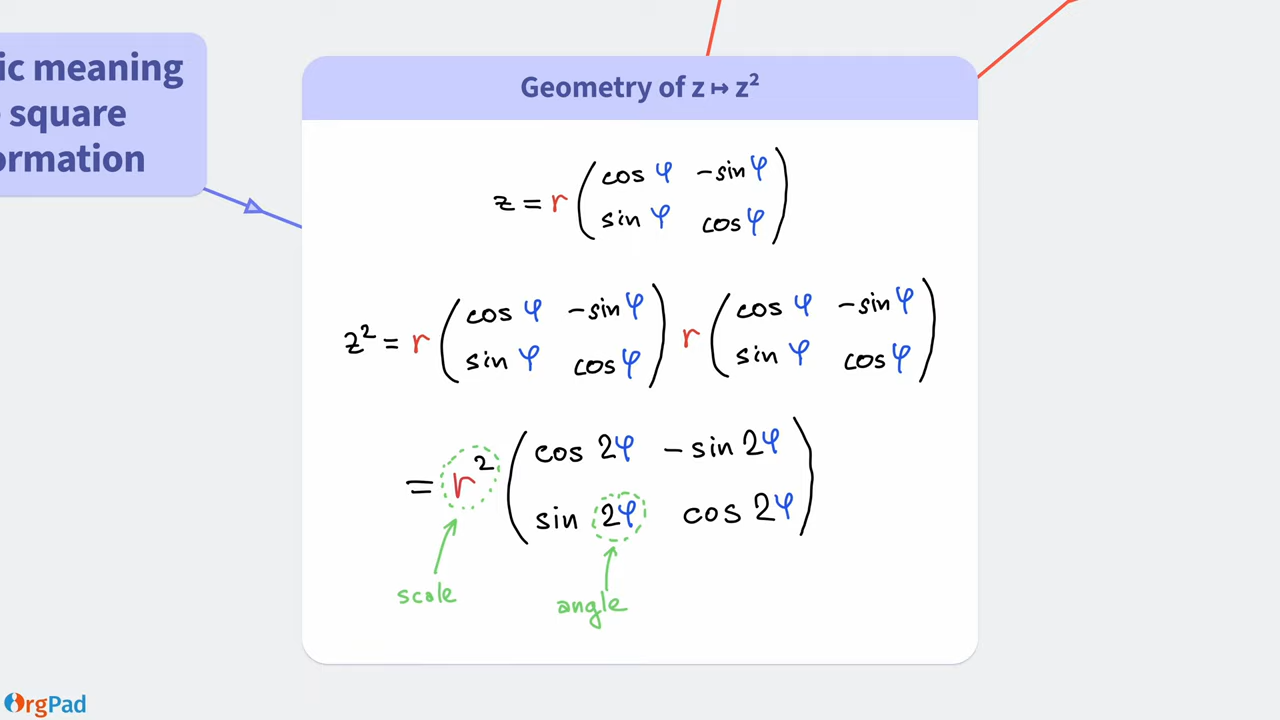 ic meaning
square
ormation
Geometry of z ↦ z²
z = r ( cos φ -sin φ
sin φ cos φ )
z² = r ( cos φ -sin φ
sin φ cos φ ) r ( cos φ -sin φ
sin φ cos φ )
= r² ( cos 2φ - sin 2φ
sin 2φ cos 2φ )
scale
angle
OrgPad